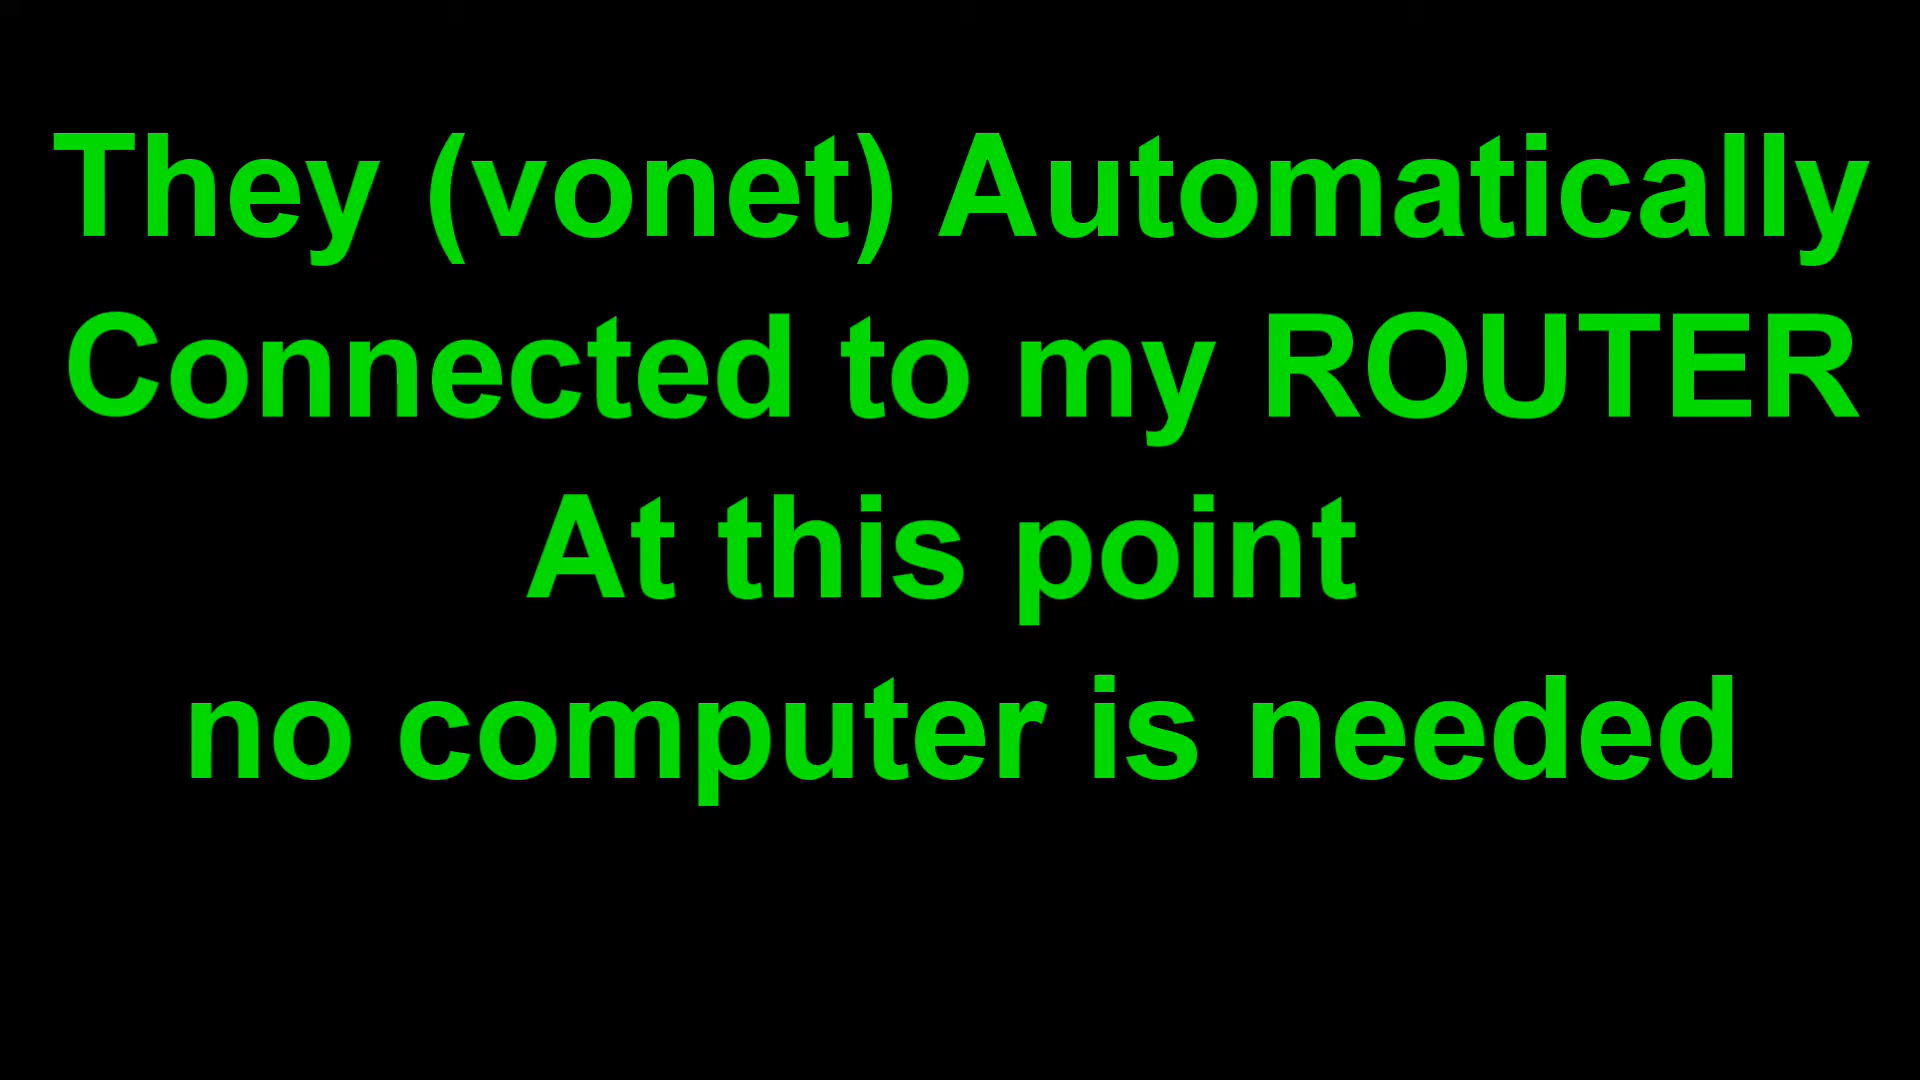 They (vonet) Automatically
Connected to my ROUTER
At this point
no computer is needed